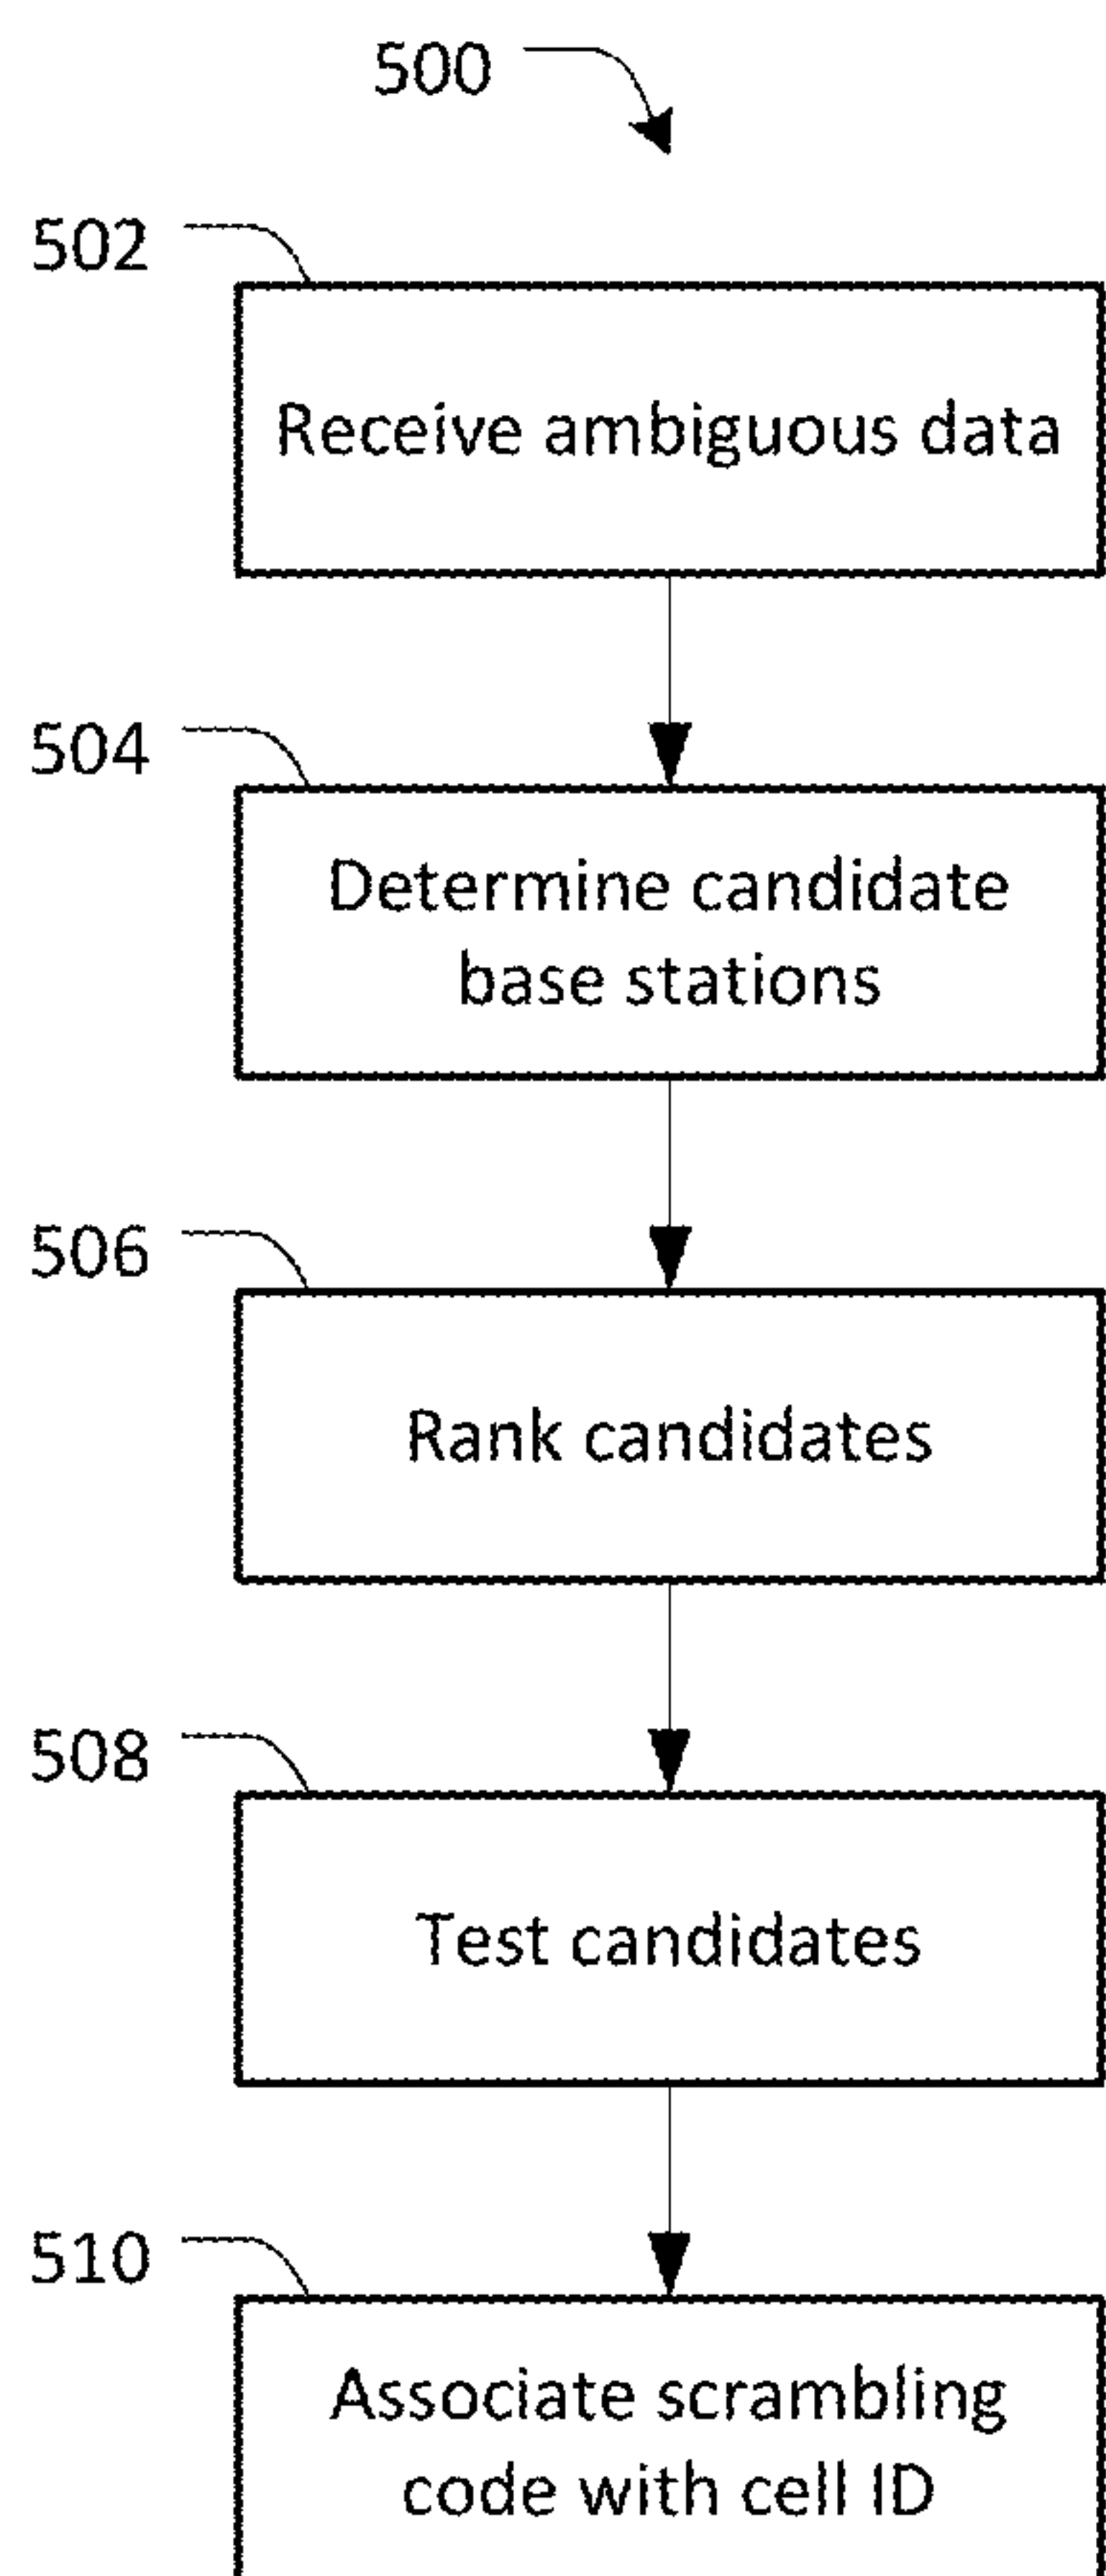 500
502
Receive ambiguous data
504
Determine candidate
base stations
506
Rank candidates
508
Test candidates
510
Associate scrambling
code with cell ID